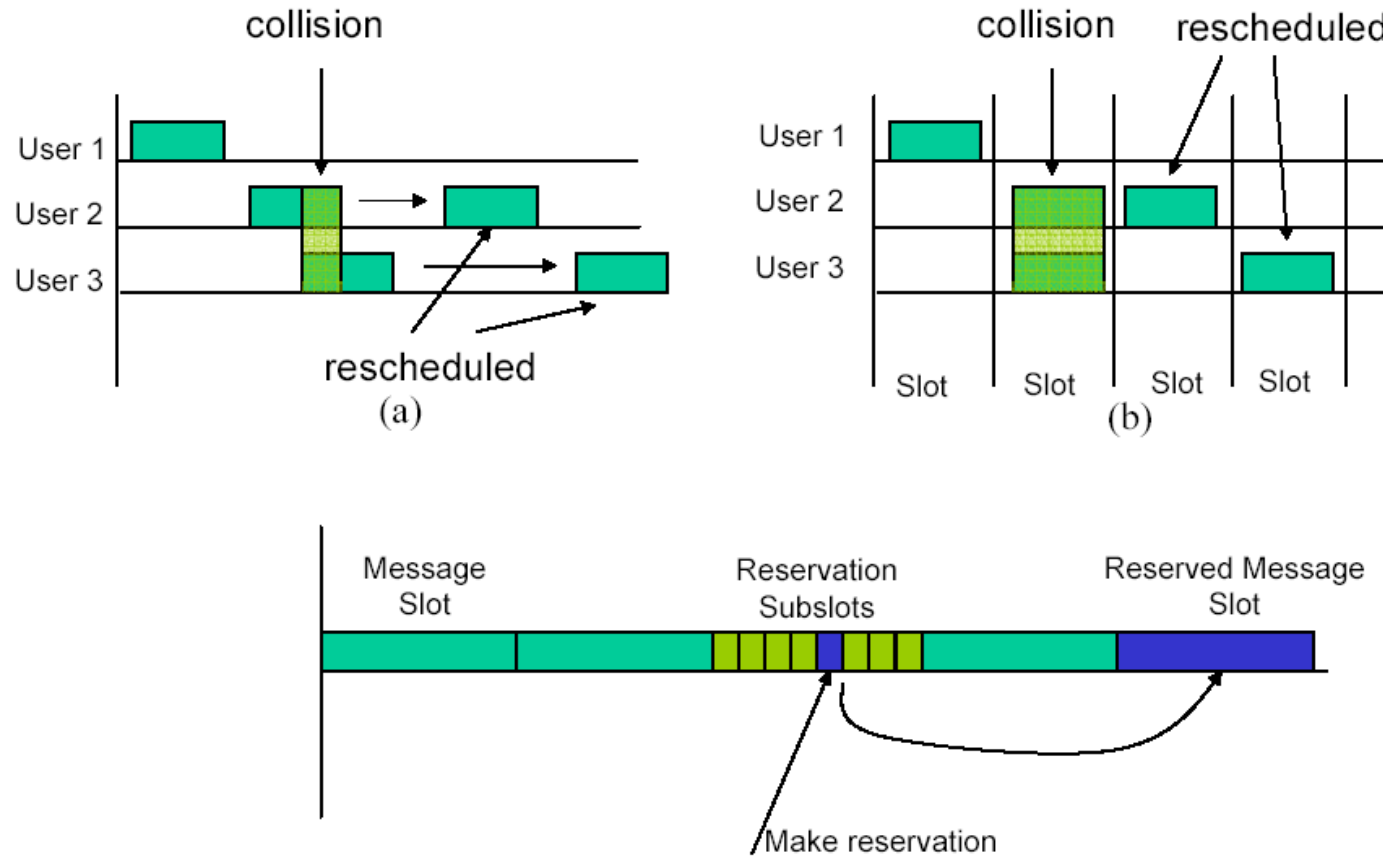 collision
User 1
User 2
User 3
rescheduled
(a)
collision
rescheduled
User 1
User 2
User 3
Slot
Slot
Slot
Slot
(b)
Message
Slot
Reservation
Subslots
Reserved Message
Slot
Make reservation